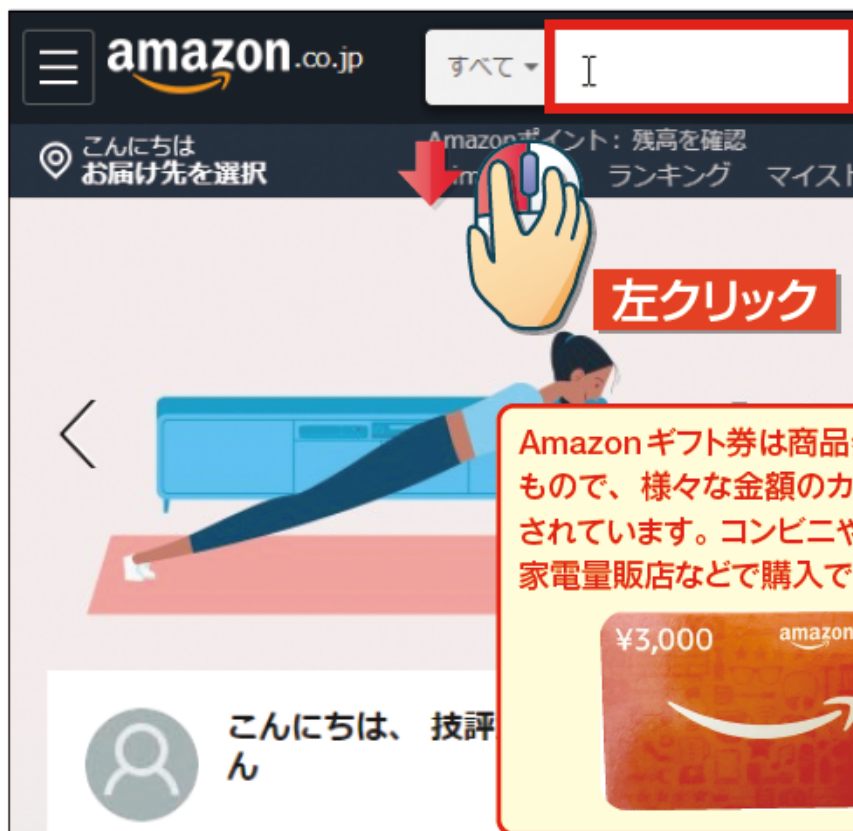 amazon.co.jp
すべて
こんにちは
お届け先を選択
Amazonポイント：残高を確認
ランキング
マイスト
左クリック
Amazonギフト券は商品
もので、様々な金額のカ
されています。コンビニや
家電量販店などで購入で
¥3,000
amazon
こんにちは、 技評
ん